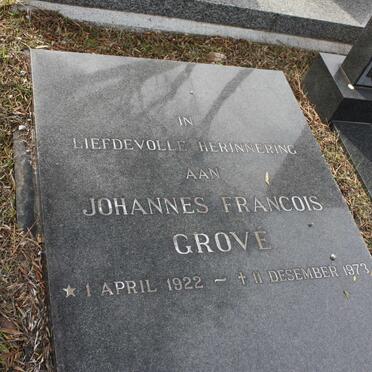 IN
LIEFDEVOLLE HERINNERING
AAN
JOHANNES FRANCOIS
GROVÉ
★ 1 APRIL 1922 ~ ✝ 11 DESEMBER 1973